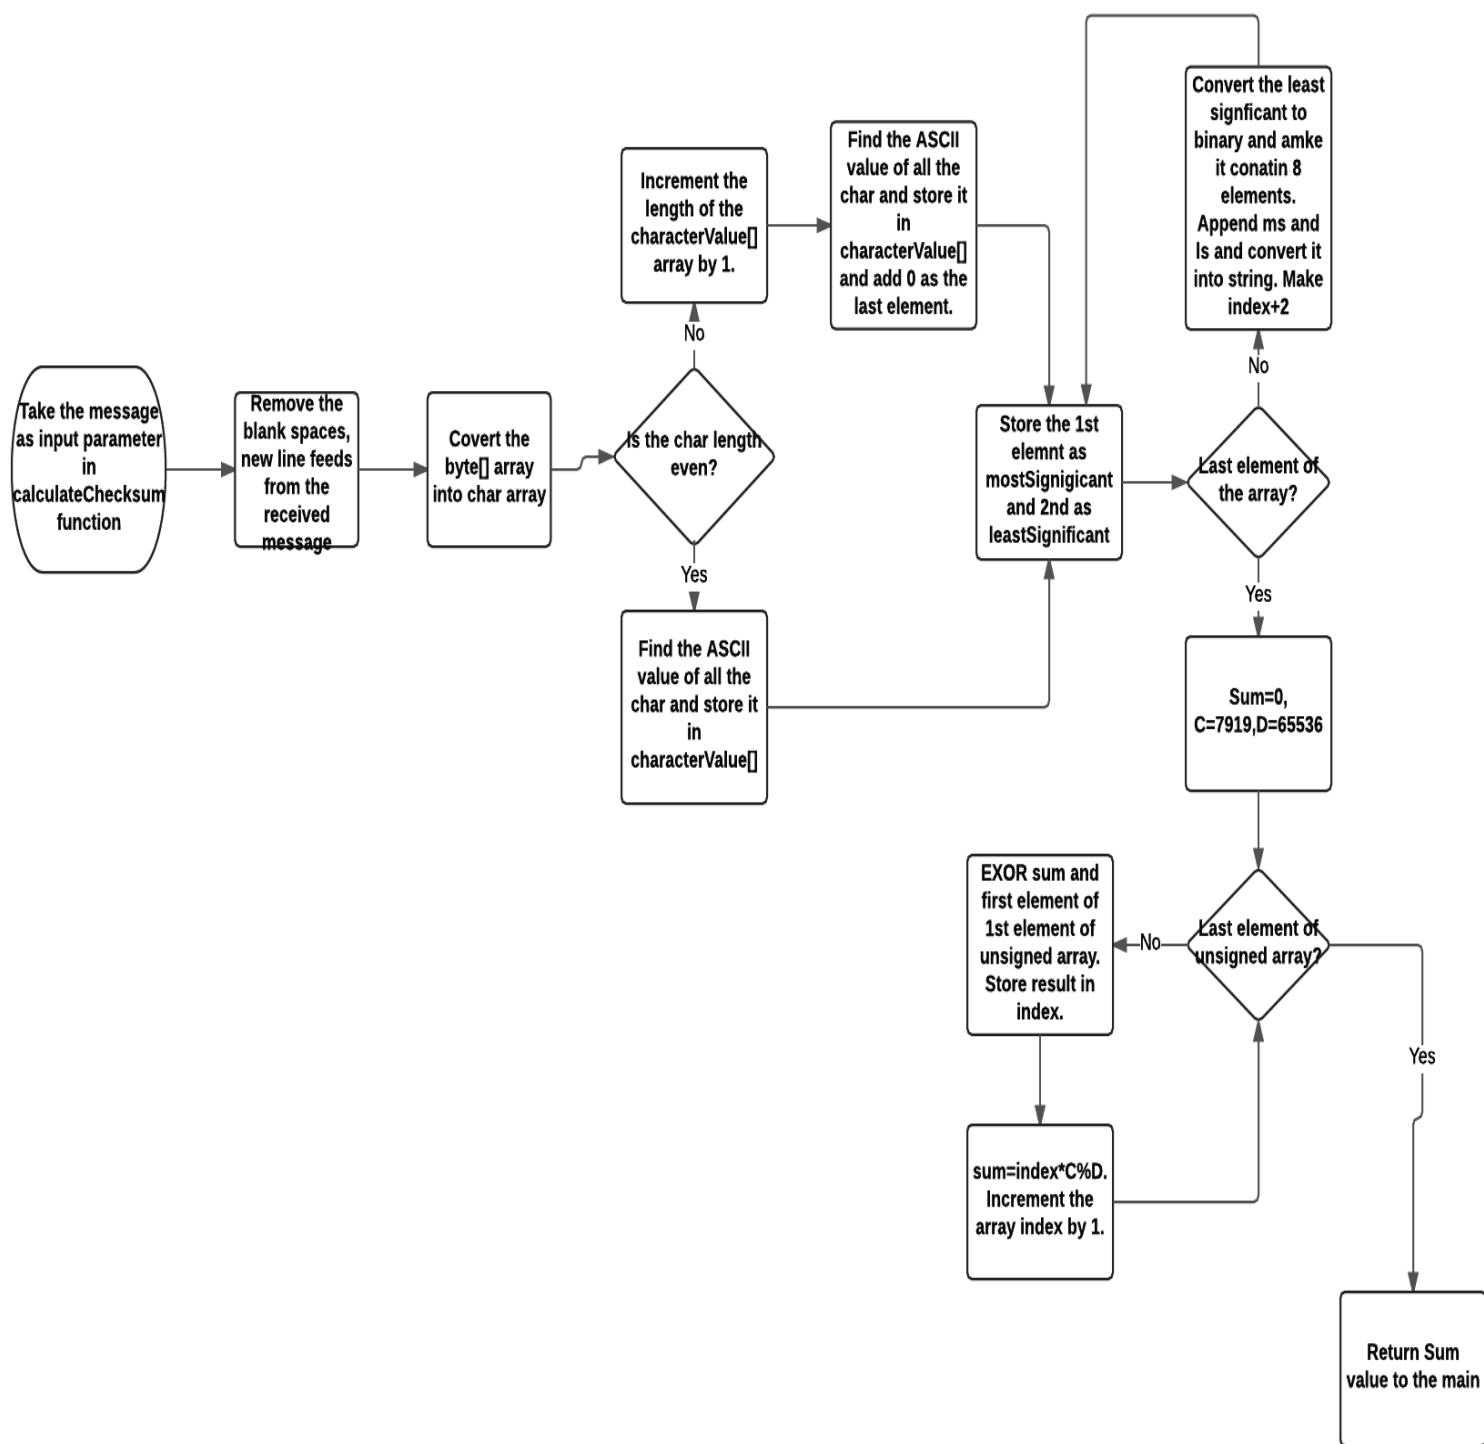 Take the message
as input parameter
in
calculateChecksum
function
Remove the
blank spaces,
new line feeds
from the
received
message
Covert the
byte[] array
into char array
Is the char length
even?
No
Increment the
length of the
characterValue[]
array by 1.
Find the ASCII
value of all the
char and store it
in
characterValue[]
and add 0 as the
last element.
Yes
Find the ASCII
value of all the
char and store it
in
characterValue[]
Store the 1st
elemnt as
mostSignigicant
and 2nd as
leastSignificant
Last element of
the array?
No
Convert the least
signficant to
binary and amke
it conatin 8
elements.
Append ms and
ls and convert it
into string. Make
index+2
Yes
Sum=0,
C=7919,D=65536
Last element of
unsigned array?
No
EXOR sum and
first element of
1st element of
unsigned array.
Store result in
index.
sum=index*C%D.
Increment the
array index by 1.
Yes
Return Sum
value to the main